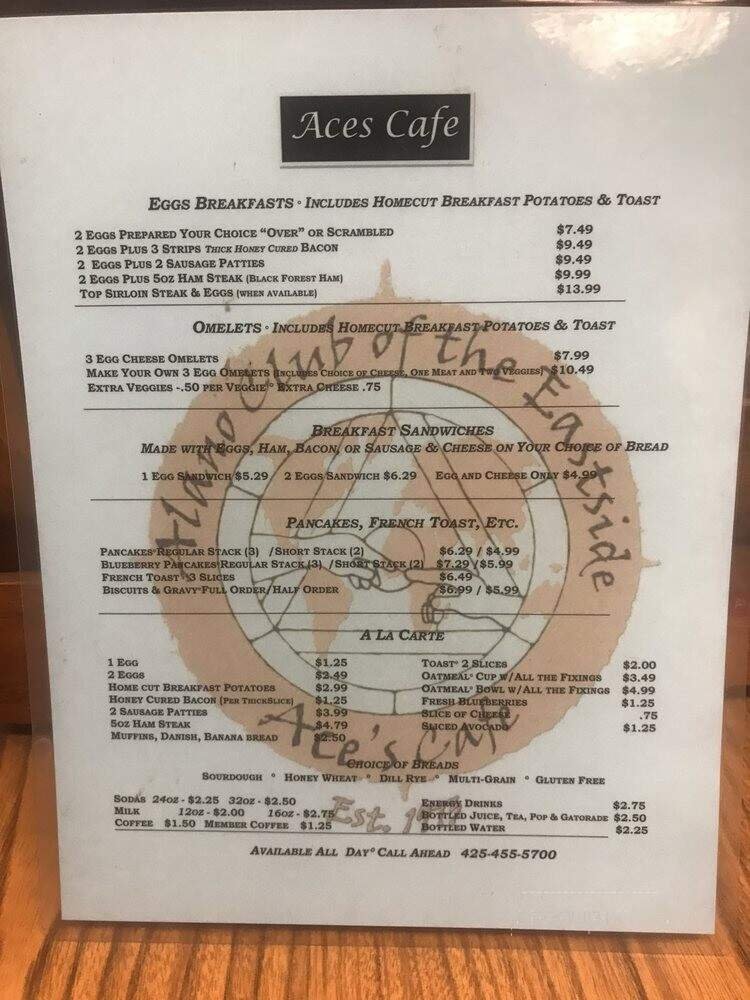 Aces Cafe
EGGS BREAKFASTS ° INCLUDES HOMECUT BREAKFAST POTATOES & TOAST
2 EGGS PREPARED YOUR CHOICE "OVER" OR SCRAMBLED $7.49
2 EGGS PLUS 3 STRIPS THICK HONEY CURED BACON $9.49
2 EGGS PLUS 2 SAUSAGE PATTIES $9.49
2 EGGS PLUS 5OZ HAM STEAK (BLACK FOREST HAM) $9.99
TOP SIRLOIN STEAK & EGGS (WHEN AVAILABLE) $13.99
OMELETS ° INCLUDES HOMECUT BREAKFAST POTATOES & TOAST
3 EGG CHEESE OMELETS $7.99
MAKE YOUR OWN 3 EGG OMELETS (INCLUDES CHOICE OF CHEESE, ONE MEAT AND TWO VEGGIES) $10.49
EXTRA VEGGIES -.50 PER VEGGIE ° EXTRA CHEESE .75
BREAKFAST SANDWICHES
MADE WITH EGGS, HAM, BACON, OR SAUSAGE & CHEESE ON YOUR CHOICE OF BREAD
1 EGG SANDWICH $5.29 2 EGGS SANDWICH $6.29 EGG AND CHEESE ONLY $4.99
PANCAKES, FRENCH TOAST, ETC.
PANCAKES°REGULAR STACK (3) /SHORT STACK (2) $6.29 / $4.99
BLUEBERRY PANCAKES°REGULAR STACK (3) /SHORT STACK (2) $7.29 / $5.99
FRENCH TOAST °3 SLICES $6.49
BISCUITS & GRAVY°FULL ORDER/HALF ORDER $6.99 / $5.99
A LA CARTE
1 EGG $1.25
2 EGGS $2.49
HOME CUT BREAKFAST POTATOES $2.99
HONEY CURED BACON (PER THICKSLICE) $1.25
2 SAUSAGE PATTIES $3.99
5OZ HAM STEAK $4.79
MUFFINS, DANISH, BANANA BREAD $2.50
TOAST° 2 SLICES $2.00
OATMEAL° CUP W/ALL THE FIXINGS $3.49
OATMEAL° BOWL W/ALL THE FIXINGS $4.99
FRESH BLUEBERRIES $1.25
SLICE OF CHEESE .75
SLICED AVOCADO $1.25
CHOICE OF BREADS
SOURDOUGH ° HONEY WHEAT ° DILL RYE ° MULTI-GRAIN ° GLUTEN FREE
SODAS 24OZ - $2.25 32OZ - $2.50
MILK 12OZ - $2.00 16OZ - $2.75
COFFEE $1.50 MEMBER COFFEE $1.25
ENERGY DRINKS $2.75
BOTTLED JUICE, TEA, POP & GATORADE $2.50
BOTTLED WATER $2.25
AVAILABLE ALL DAY° CALL AHEAD 425-455-5700
Alano Club of the Eastside
Ace's Cafe
Est.